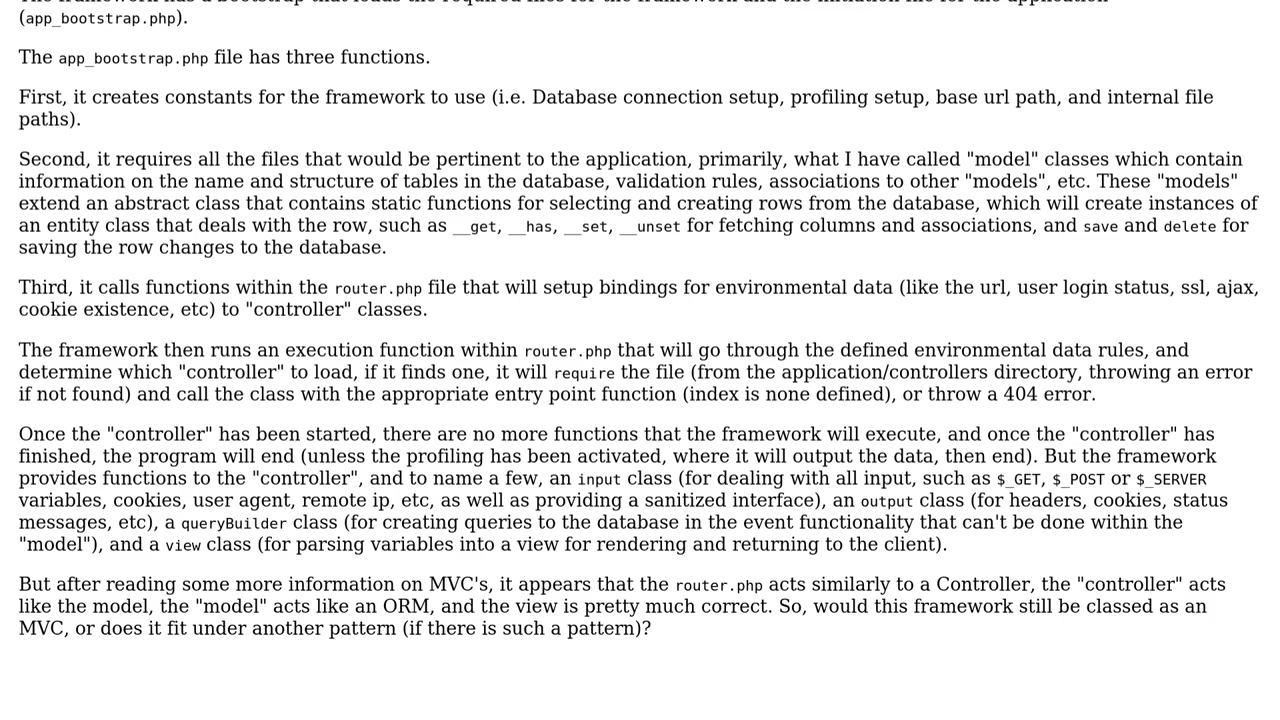 (app_bootstrap.php).
The app_bootstrap.php file has three functions.
First, it creates constants for the framework to use (i.e. Database connection setup, profiling setup, base url path, and internal file
paths).
Second, it requires all the files that would be pertinent to the application, primarily, what I have called "model" classes which contain
information on the name and structure of tables in the database, validation rules, associations to other "models", etc. These "models"
extend an abstract class that contains static functions for selecting and creating rows from the database, which will create instances of
an entity class that deals with the row, such as __get, __has, __set, __unset for fetching columns and associations, and save and delete for
saving the row changes to the database.
Third, it calls functions within the router.php file that will setup bindings for environmental data (like the url, user login status, ssl, ajax,
cookie existence, etc) to "controller" classes.
The framework then runs an execution function within router.php that will go through the defined environmental data rules, and
determine which "controller" to load, if it finds one, it will require the file (from the application/controllers directory, throwing an error
if not found) and call the class with the appropriate entry point function (index is none defined), or throw a 404 error.
Once the "controller" has been started, there are no more functions that the framework will execute, and once the "controller" has
finished, the program will end (unless the profiling has been activated, where it will output the data, then end). But the framework
provides functions to the "controller", and to name a few, an input class (for dealing with all input, such as $_GET, $_POST or $_SERVER
variables, cookies, user agent, remote ip, etc, as well as providing a sanitized interface), an output class (for headers, cookies, status
messages, etc), a queryBuilder class (for creating queries to the database in the event functionality that can't be done within the
"model"), and a view class (for parsing variables into a view for rendering and returning to the client).
But after reading some more information on MVC's, it appears that the router.php acts similarly to a Controller, the "controller" acts
like the model, the "model" acts like an ORM, and the view is pretty much correct. So, would this framework still be classed as an
MVC, or does it fit under another pattern (if there is such a pattern)?